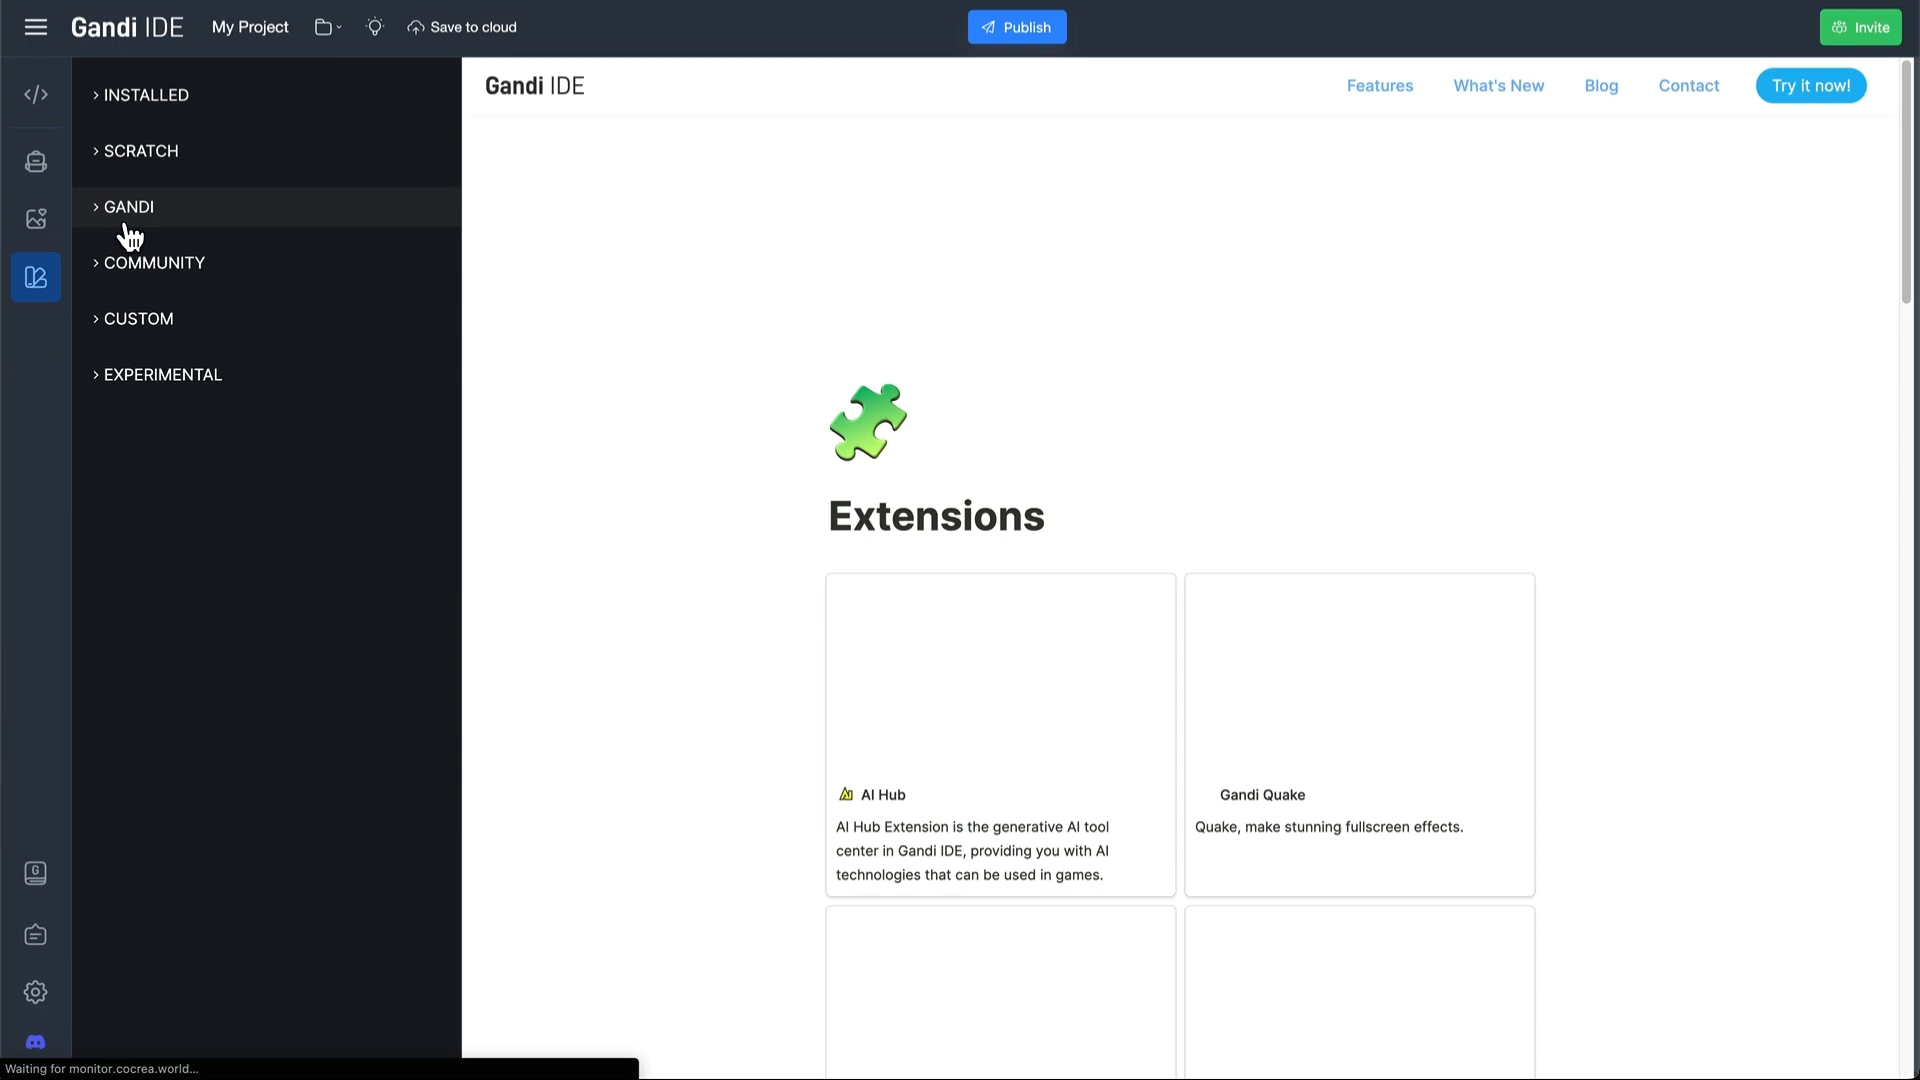 Gandi IDE My Project Save to cloud Publish Invite
INSTALLED
SCRATCH
GANDI
COMMUNITY
CUSTOM
EXPERIMENTAL
Gandi IDE Features What's New Blog Contact Try it now!
Extensions
AI Hub
AI Hub Extension is the generative AI tool
center in Gandi IDE, providing you with AI
technologies that can be used in games.
Gandi Quake
Quake, make stunning fullscreen effects.
G
Waiting for monitor.cocrea.world...